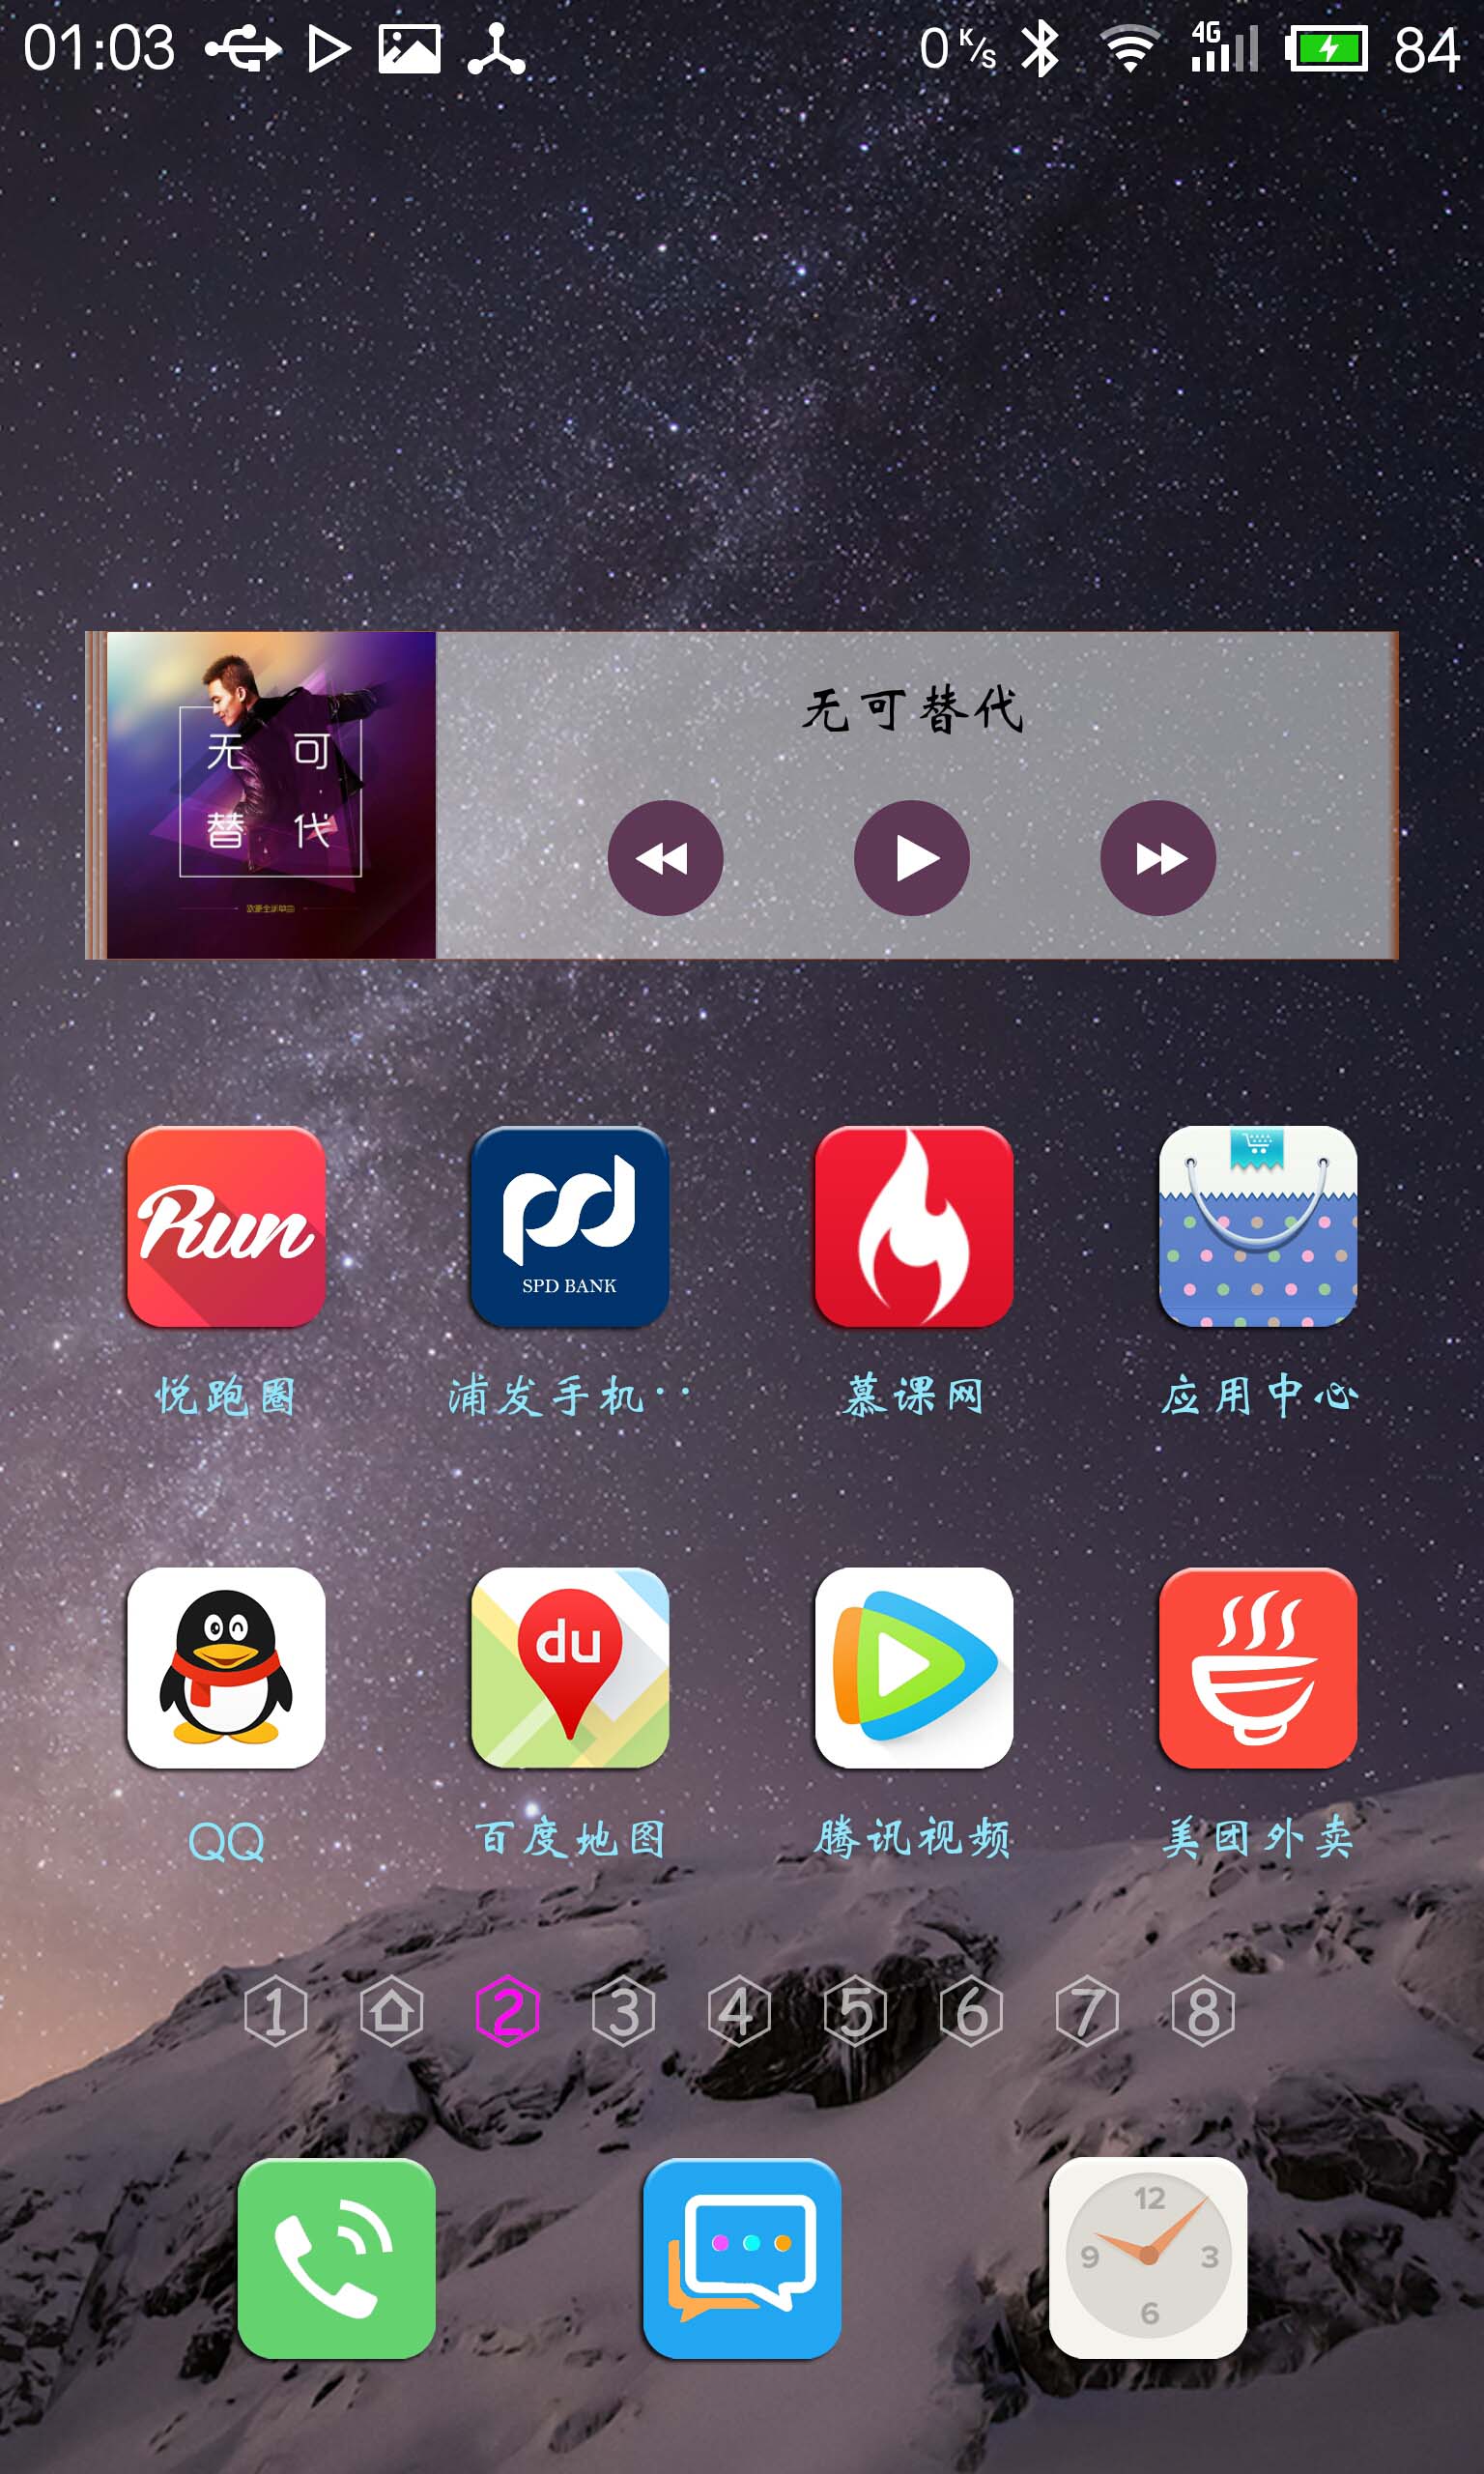 01:03 0 K/s 4G 84
无可
替代
无可替代
Run
SPD BANK
悦跑圈 浦发手机·· 慕课网 应用中心
du
QQ 百度地图 腾讯视频 美团外卖
1 2 3 4 5 6 7 8
12
9 3
6